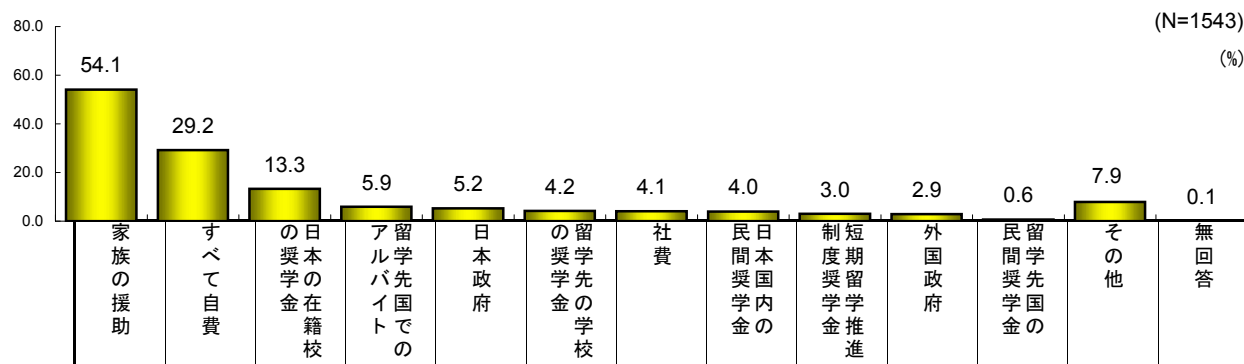 (N=1543)
(%)
80.0
60.0
40.0
20.0
0.0
54.1
29.2
13.3
5.9
5.2
4.2
4.1
4.0
3.0
2.9
0.6
7.9
0.1
家族の援助
すべて自費
日本の在籍校
の奨学金
留学先国での
アルバイト
日本政府
留学先の学校
の奨学金
社費
日本国内の
民間奨学金
短期留学推進
制度奨学金
外国政府
留学先国の
民間奨学金
その他
無回答